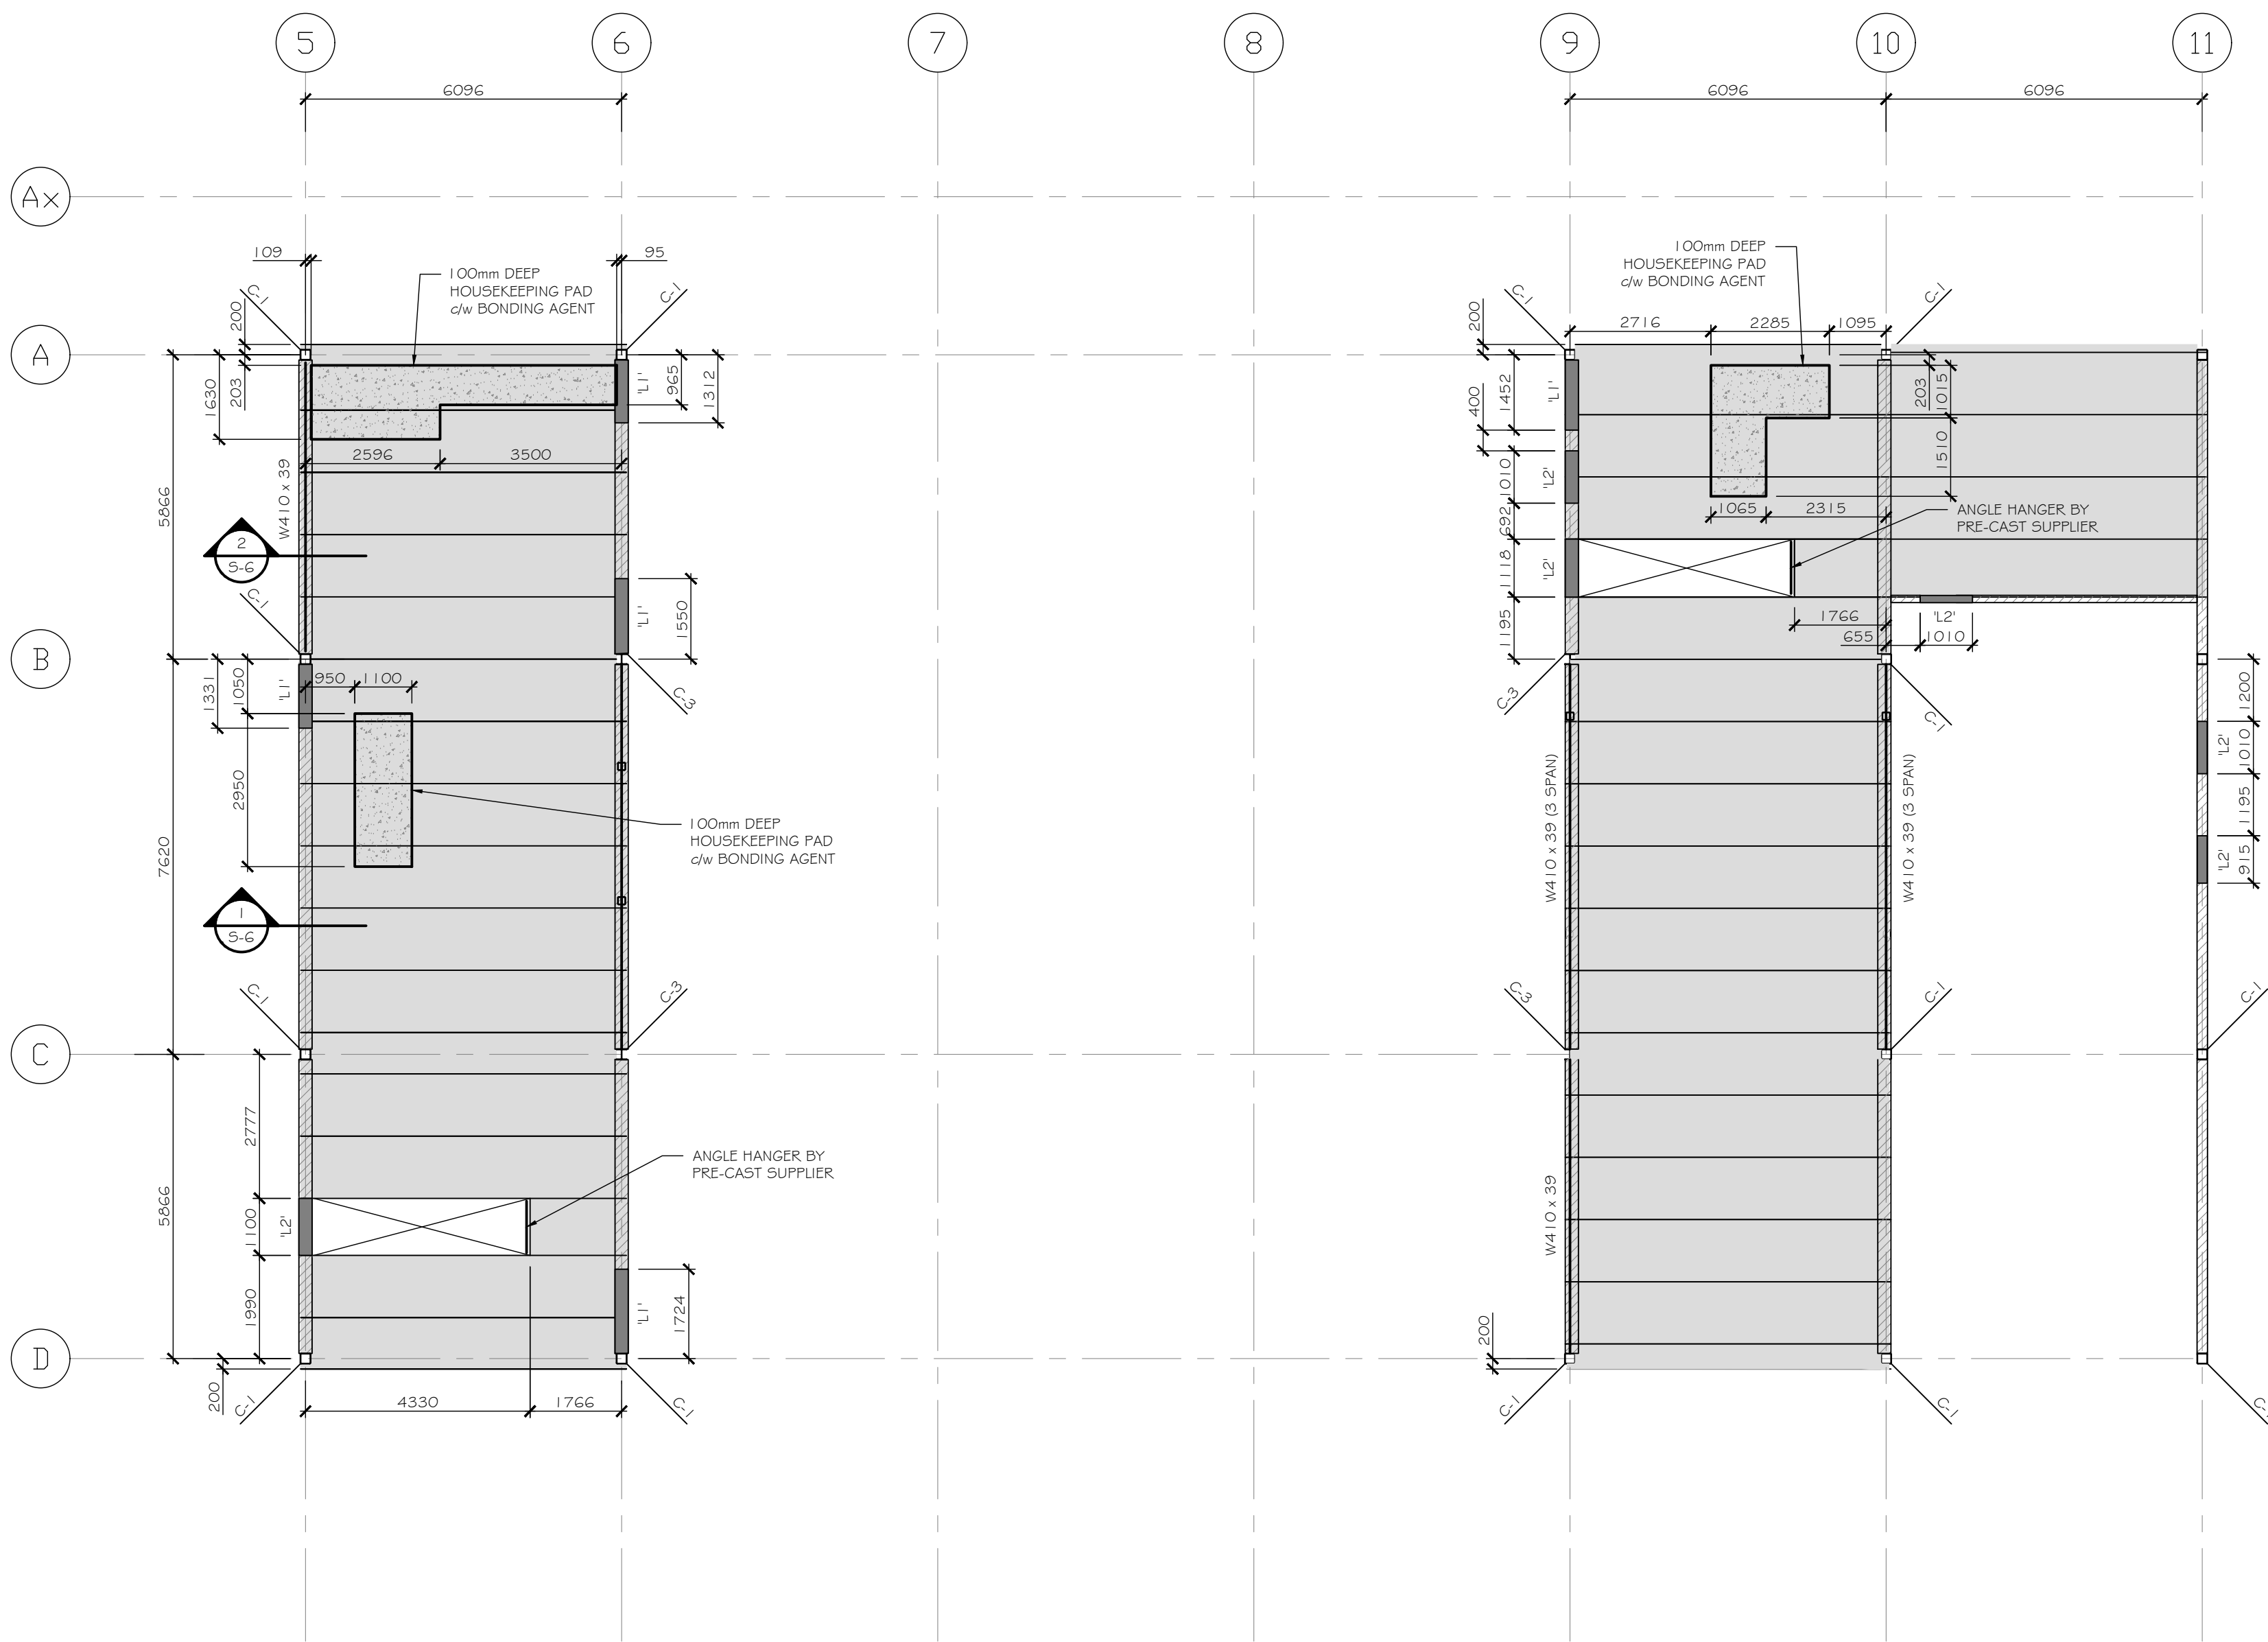 5
6
7
8
9
10
11
6096
6096
6096
Ax
109
95
100mm DEEP
HOUSEKEEPING PAD
c/w BONDING AGENT
100mm DEEP
HOUSEKEEPING PAD
c/w BONDING AGENT
C-1
C-1
C-1
C-1
200
200
2716
2285
1095
A
1630
203
'L1'
965
1312
400
1452
'L1'
203
1015
1510
2596
3500
W410 x 39
5866
692
1010
'L2'
1065
2315
ANGLE HANGER BY
PRE-CAST SUPPLIER
2
S-6
1118
'L2'
C-1
'L1'
1550
1195
1766
655
'L2'
1010
B
1331
1050
'L1'
950
1100
C-3
C-3
C-1
1200
'L2'
1010
2950
W410 x 39 (3 SPAN)
W410 x 39 (3 SPAN)
1195
100mm DEEP
HOUSEKEEPING PAD
c/w BONDING AGENT
7620
'L2'
915
1
S-6
C-1
C-3
C-3
C-1
C-1
C
2777
ANGLE HANGER BY
PRE-CAST SUPPLIER
5866
1100
'L2'
W410 x 39
1990
'L1'
1724
200
D
200
4330
1766
C-1
C-1
C-1
C-1